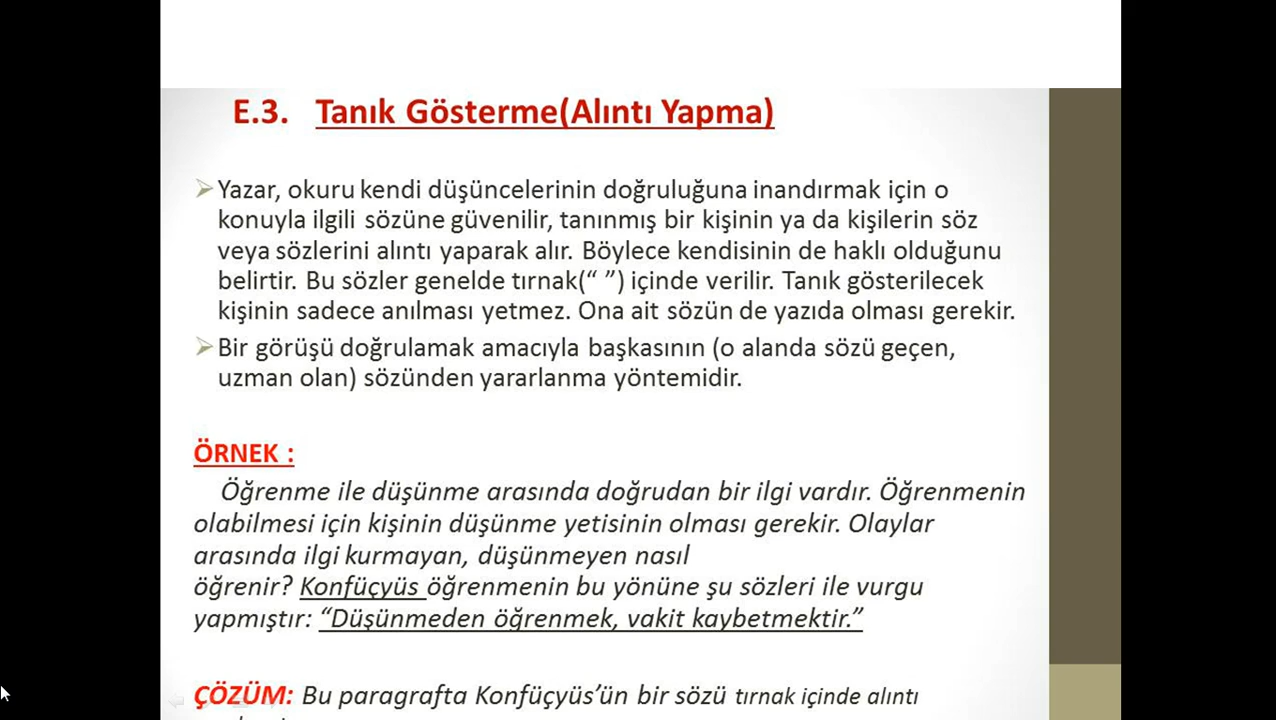 E.3. Tanık Gösterme(Alıntı Yapma)
Yazar, okuru kendi düşüncelerinin doğruluğuna inandırmak için o
konuyla ilgili sözüne güvenilir, tanınmış bir kişinin ya da kişilerin söz
veya sözlerini alıntı yaparak alır. Böylece kendisinin de haklı olduğunu
belirtir. Bu sözler genelde tırnak(“ ”) içinde verilir. Tanık gösterilecek
kişinin sadece anılması yetmez. Ona ait sözün de yazıda olması gerekir.
Bir görüşü doğrulamak amacıyla başkasının (o alanda sözü geçen,
uzman olan) sözünden yararlanma yöntemidir.
ÖRNEK :
Öğrenme ile düşünme arasında doğrudan bir ilgi vardır. Öğrenmenin
olabilmesi için kişinin düşünme yetisinin olması gerekir. Olaylar
arasında ilgi kurmayan, düşünmeyen nasıl
öğrenir? Konfüçyüs öğrenmenin bu yönüne şu sözleri ile vurgu
yapmıştır: “Düşünmeden öğrenmek, vakit kaybetmektir.”
ÇÖZÜM: Bu paragrafta Konfüçyüs’ün bir sözü tırnak içinde alıntı